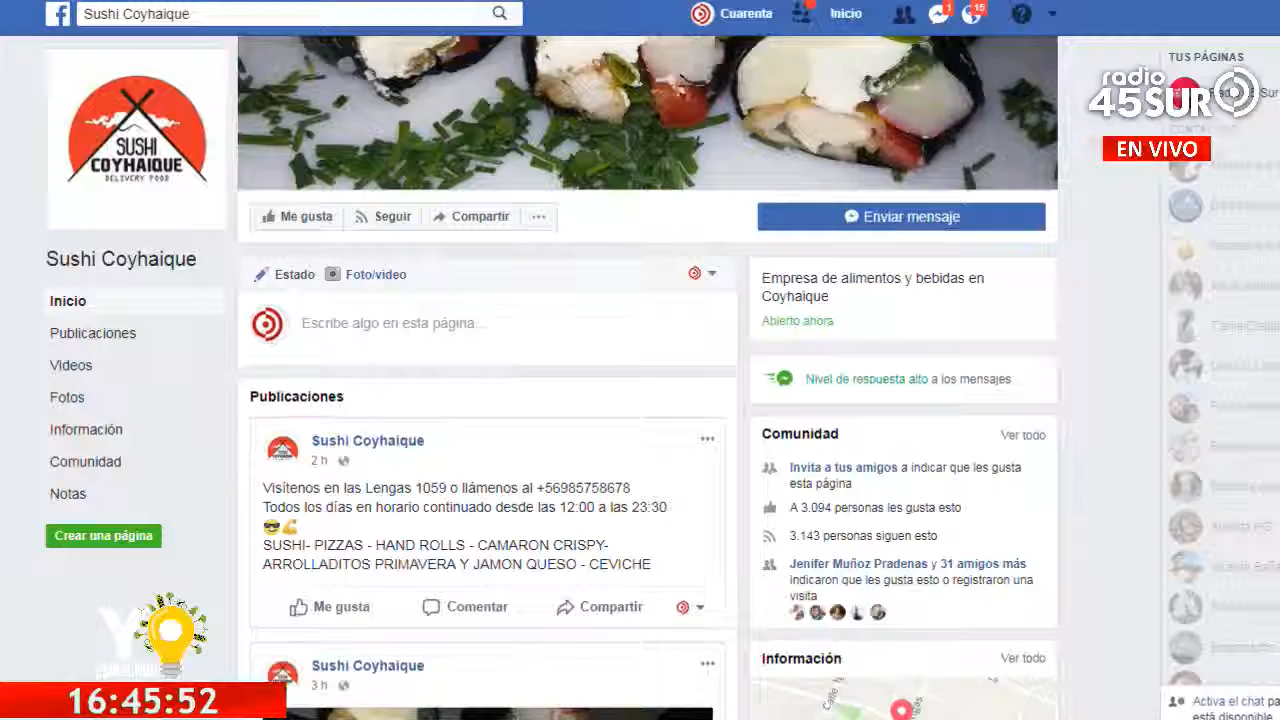 Sushi Coyhaique
Cuarenta
Inicio
1
15
SUSHI
COYHAIQUE
DELIVERY FOOD
Sushi Coyhaique
Inicio
Publicaciones
Videos
Fotos
Información
Comunidad
Notas
Crear una página
Me gusta
Seguir
Compartir
Enviar mensaje
Estado
Foto/video
Escribe algo en esta página...
Publicaciones
Sushi Coyhaique
2 h
Visítenos en las Lengas 1059 o llámenos al +56985758678
Todos los días en horario continuado desde las 12:00 a las 23:30
😎💪
SUSHI- PIZZAS - HAND ROLLS - CAMARON CRISPY-
ARROLLADITOS PRIMAVERA Y JAMON QUESO - CEVICHE
Me gusta
Comentar
Compartir
Sushi Coyhaique
3 h
Empresa de alimentos y bebidas en
Coyhaique
Abierto ahora
Nivel de respuesta alto a los mensajes
Comunidad
Ver todo
Invita a tus amigos a indicar que les gusta
esta página
A 3.094 personas les gusta esto
3.143 personas siguen esto
Jenifer Muñoz Pradenas y 31 amigos más
indicaron que les gusta esto o registraron una
visita
Información
Ver todo
TUS PÁGINAS
radio
45SUR
EN VIVO
Activa el chat pa
está disponible
16:45:52